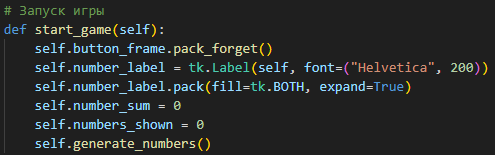 # Запуск игры
def start_game(self):
    self.button_frame.pack_forget()
    self.number_label = tk.Label(self, font=("Helvetica", 200))
    self.number_label.pack(fill=tk.BOTH, expand=True)
    self.number_sum = 0
    self.numbers_shown = 0
    self.generate_numbers()